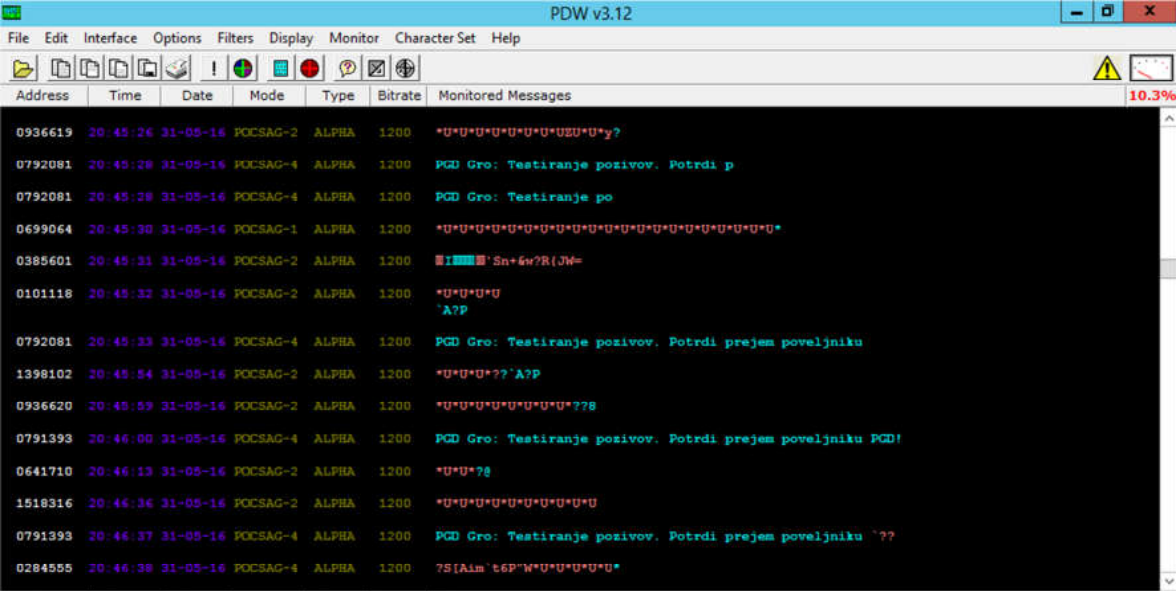 PDW v3.12
File Edit Interface Options Filters Display Monitor Character Set Help
Address Time Date Mode Type Bitrate Monitored Messages 10.3%
0936619 20:45:26 31-05-16 POCSAG-2 ALPHA 1200 *U*U*U*U*U*U*U*UZU*U*y?
0792081 20:45:28 31-05-16 POCSAG-4 ALPHA 1200 PGD Gro: Testiranje pozivov. Potrdi p
0792081 20:45:28 31-05-16 POCSAG-4 ALPHA 1200 PGD Gro: Testiranje po
0699064 20:45:30 31-05-16 POCSAG-1 ALPHA 1200 *U*U*U*U*U*U*U*U*U*U*U*U*U*U*U*U*U*U*U*U*U*
0385601 20:45:31 31-05-16 POCSAG-2 ALPHA 1200 'Sn+&w?R{JW=
0101118 20:45:32 31-05-16 POCSAG-2 ALPHA 1200 *U*U*U*U
`A?P
0792081 20:45:33 31-05-16 POCSAG-4 ALPHA 1200 PGD Gro: Testiranje pozivov. Potrdi prejem poveljniku
1398102 20:45:54 31-05-16 POCSAG-2 ALPHA 1200 *U*U*U*??`A?P
0936620 20:45:59 31-05-16 POCSAG-2 ALPHA 1200 *U*U*U*U*U*U*U*U*??8
0791393 20:46:00 31-05-16 POCSAG-4 ALPHA 1200 PGD Gro: Testiranje pozivov. Potrdi prejem poveljniku PGD!
0641710 20:46:13 31-05-16 POCSAG-2 ALPHA 1200 *U*U*?@
1518316 20:46:36 31-05-16 POCSAG-2 ALPHA 1200 *U*U*U*U*U*U*U*U*U*U
0791393 20:46:37 31-05-16 POCSAG-4 ALPHA 1200 PGD Gro: Testiranje pozivov. Potrdi prejem poveljniku `??
0284555 20:46:38 31-05-16 POCSAG-4 ALPHA 1200 ?S[Aim`t6P"W*U*U*U*U*U*